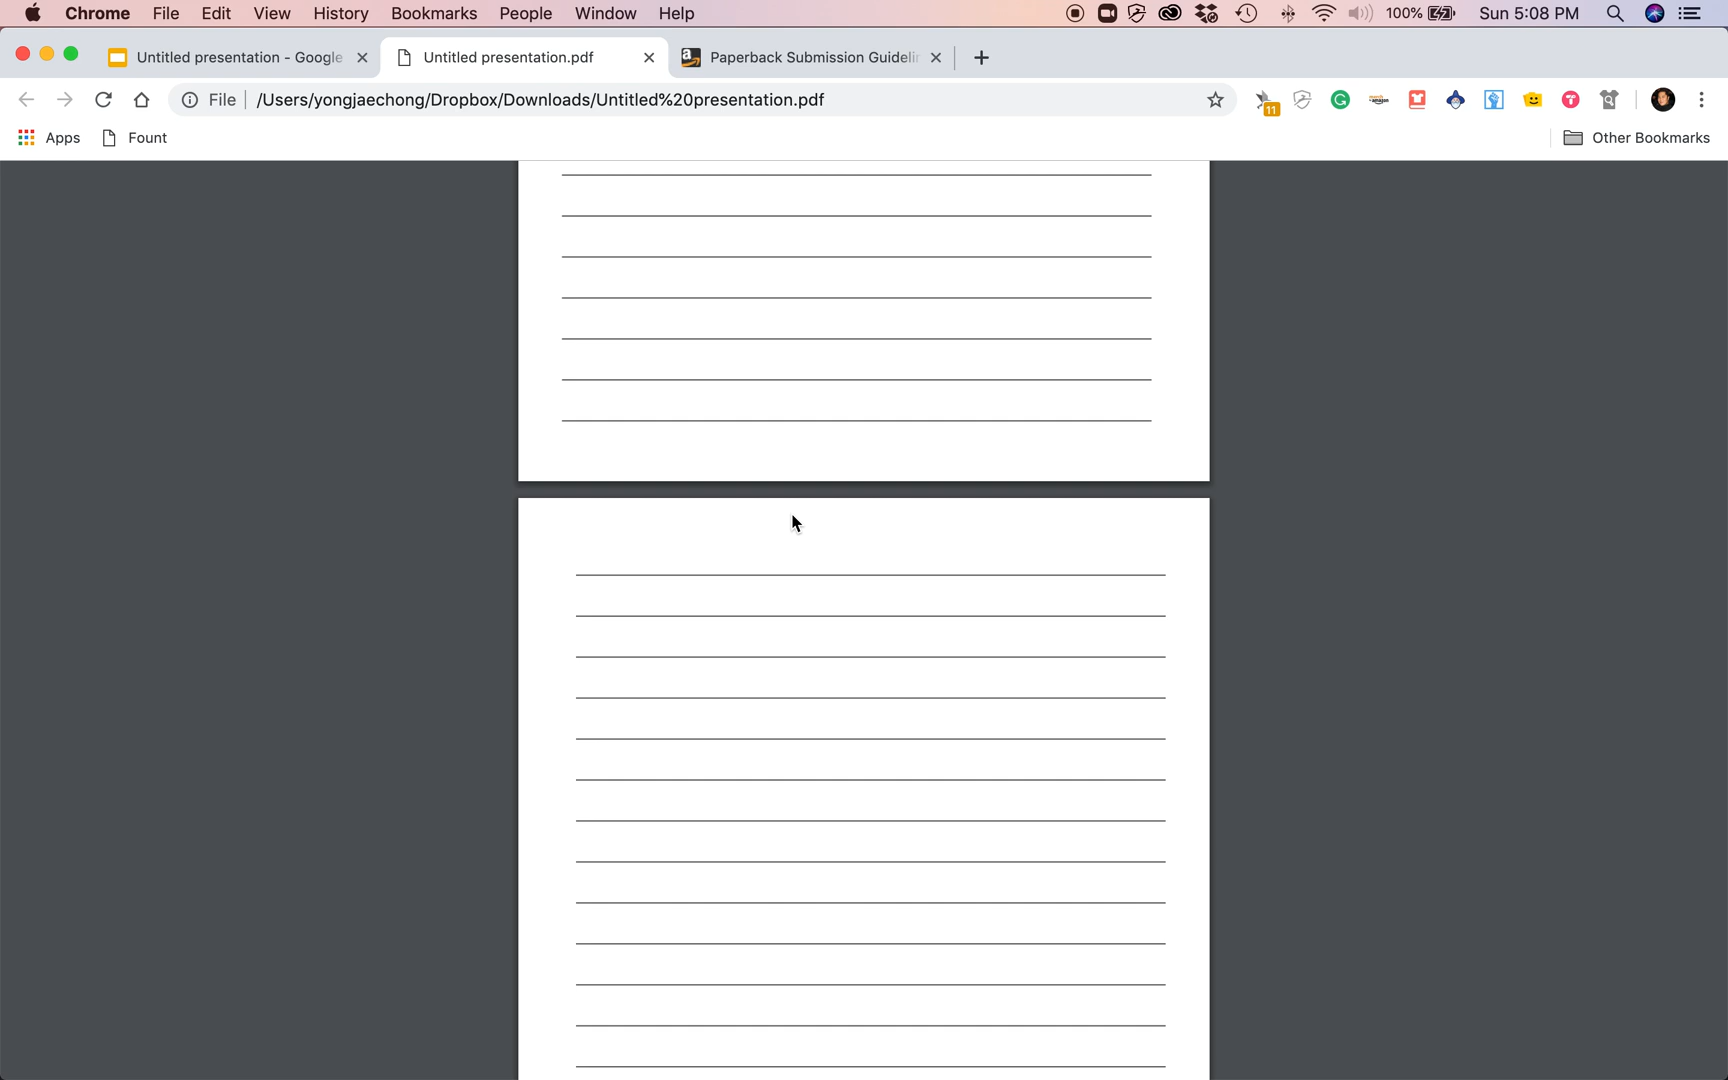 Chrome File Edit View History Bookmarks People Window Help 100% Sun 5:08 PM
Untitled presentation - Google Untitled presentation.pdf Paperback Submission Guidelin
File /Users/yongjaechong/Dropbox/Downloads/Untitled%20presentation.pdf 11
Apps Fount Other Bookmarks